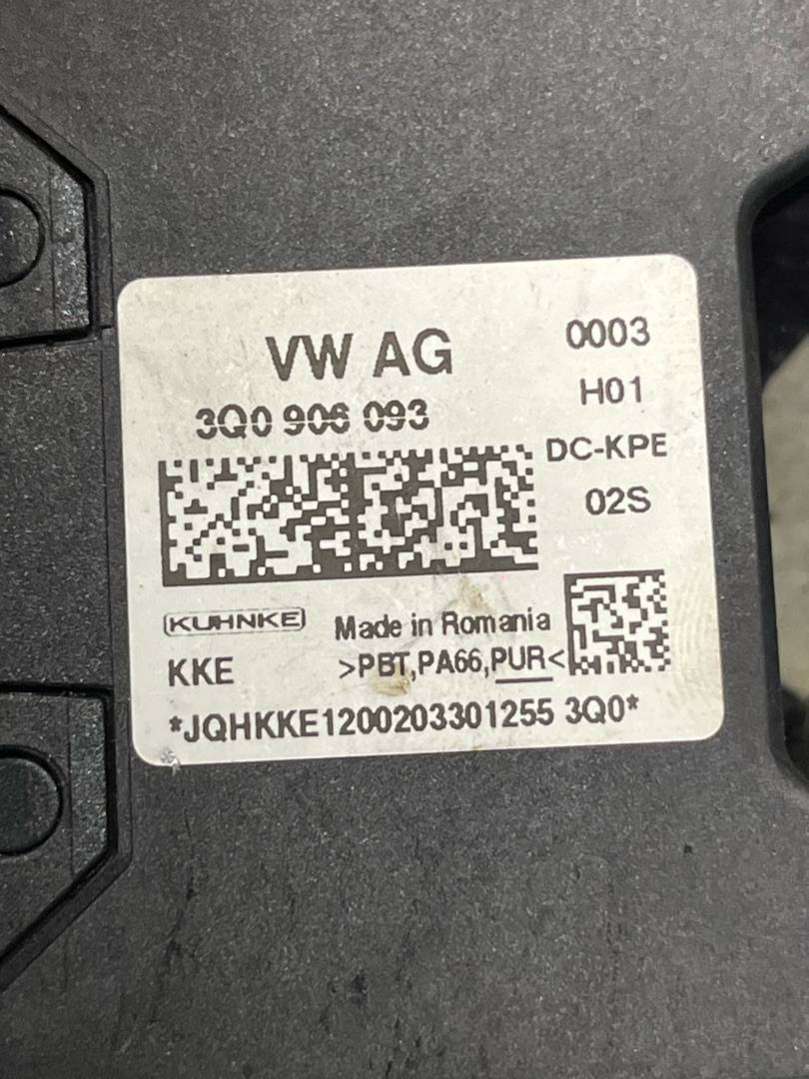 VW AG
0003
3Q0 906 093
H01
DC-KPE
02S
KUHNKE
Made in Romania
KKE
>PBT,PA66,PUR<
*JQHKKE1200203301255 3Q0*